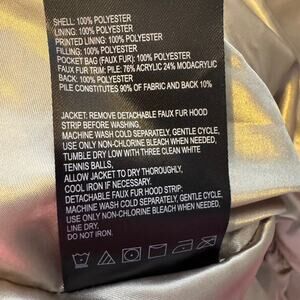 SHELL: 100% POLYESTER
LINING: 100% POLYESTER
PRINTED LINING: 100% POLYESTER
FILLING: 100% POLYESTER
POCKET BAG (FAUX FUR): 100% POLYESTER
FAUX FUR TRIM: PILE: 76% ACRYLIC 24% MODACRYLIC
BACK: 100% POLYESTER
PILE CONSTITUTES 90% OF FABRIC AND BACK 10%
JACKET: REMOVE DETACHABLE FAUX FUR HOOD
STRIP BEFORE WASHING.
MACHINE WASH COLD SEPARATELY, GENTLE CYCLE,
USE ONLY NON-CHLORINE BLEACH WHEN NEEDED,
TUMBLE DRY LOW WITH THREE CLEAN WHITE
TENNIS BALLS,
ALLOW JACKET TO DRY THOROUGHLY,
COOL IRON IF NECESSARY.
DETACHABLE FAUX FUR HOOD STRIP:
MACHINE WASH COLD SEPARATELY, GENTLE CYCLE,
USE ONLY NON-CHLORINE BLEACH WHEN NEEDED,
LINE DRY.
DO NOT IRON.